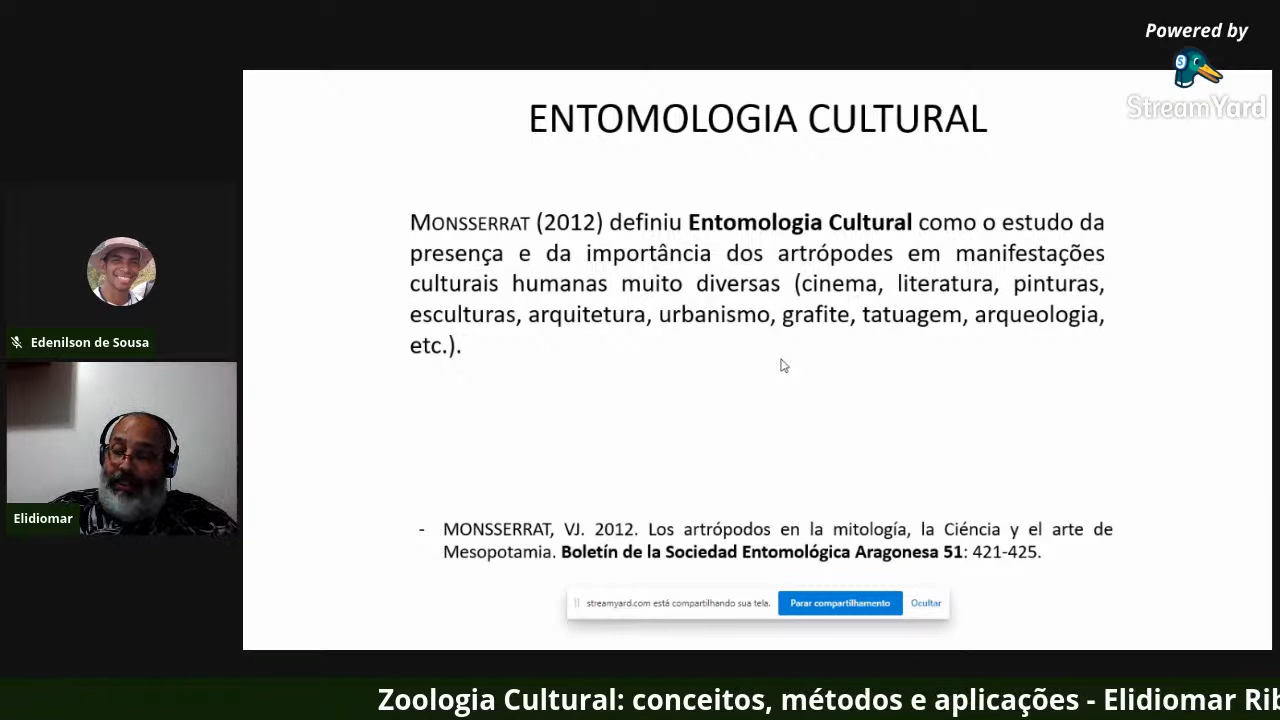 Powered by
StreamYard
ENTOMOLOGIA CULTURAL
MONSSERRAT (2012) definiu Entomologia Cultural como o estudo da
presença e da importância dos artrópodes em manifestações
culturais humanas muito diversas (cinema, literatura, pinturas,
esculturas, arquitetura, urbanismo, grafite, tatuagem, arqueologia,
etc.).
Edenilson de Sousa
Elidiomar
- MONSSERRAT, VJ. 2012. Los artrópodos en la mitología, la Ciéncia y el arte de
Mesopotamia. Boletín de la Sociedad Entomológica Aragonesa 51: 421-425.
streamyard.com está compartilhando sua tela. Parar compartilhamento Ocultar
Zoologia Cultural: conceitos, métodos e aplicações - Elidiomar Rib